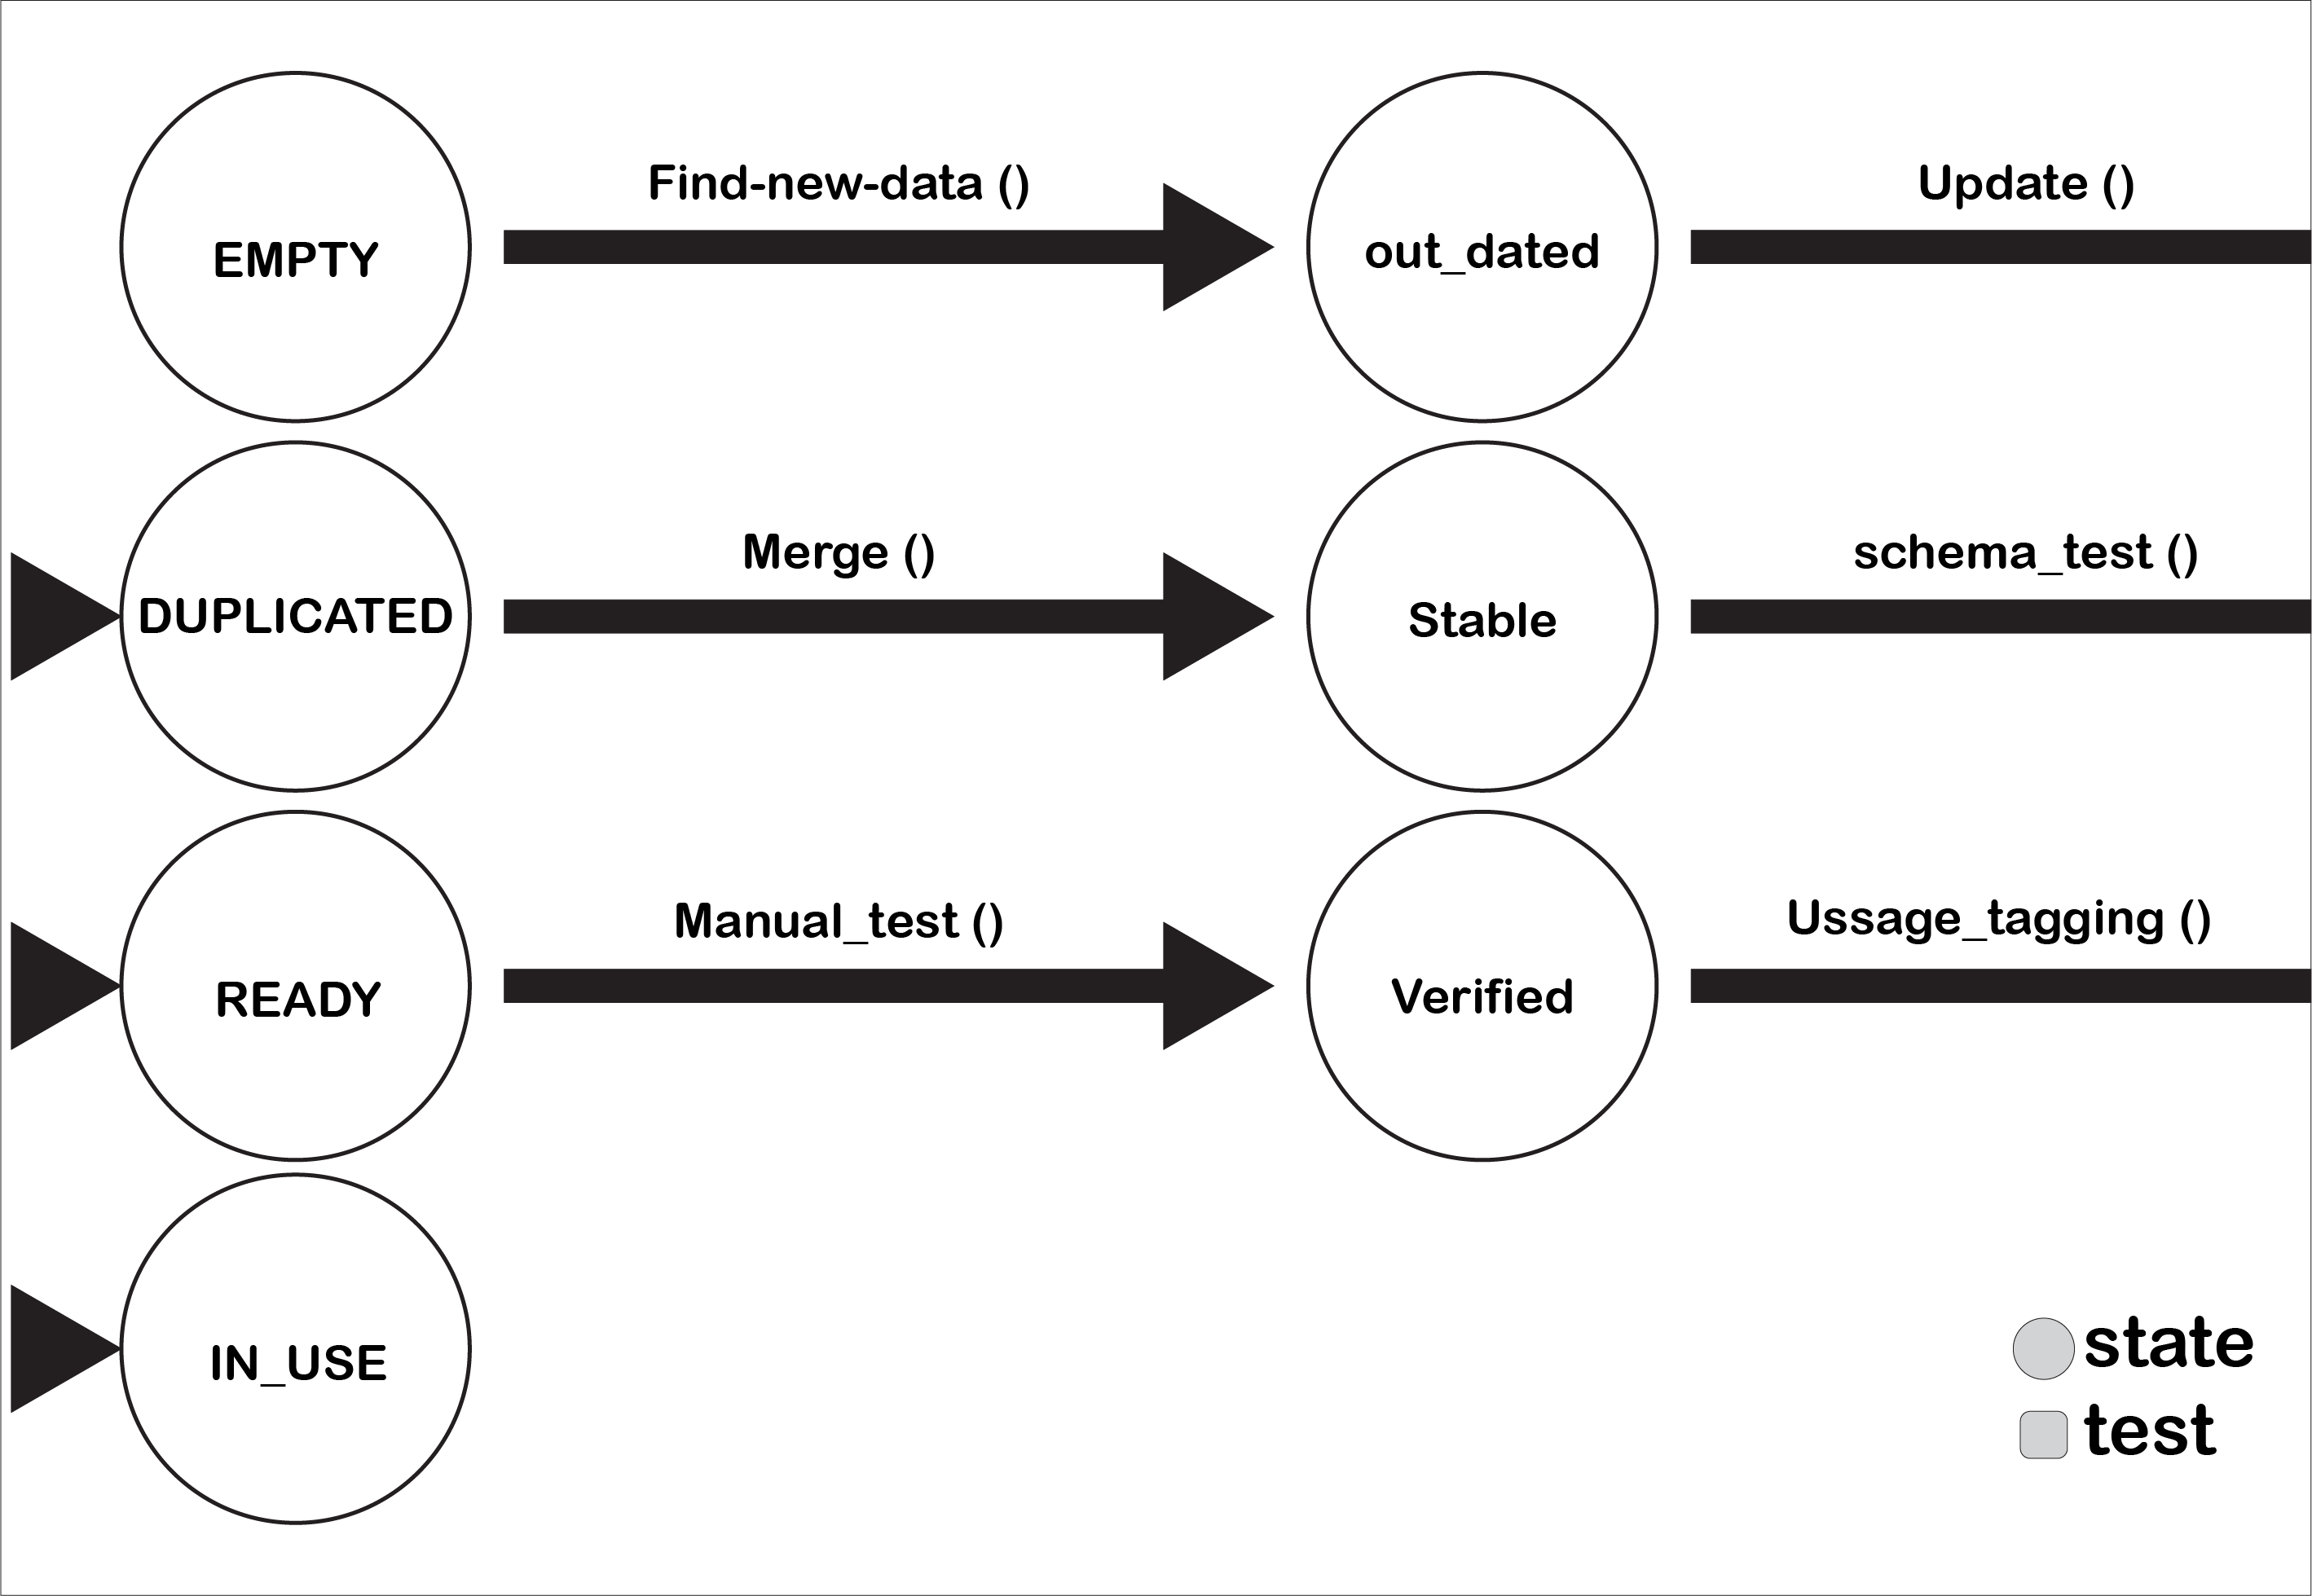 Find-new-data ()
Update ()
EMPTY
out_dated
Merge ()
schema_test ()
DUPLICATED
Stable
Manual_test ()
Ussage_tagging ()
READY
Verified
IN_USE
state
test